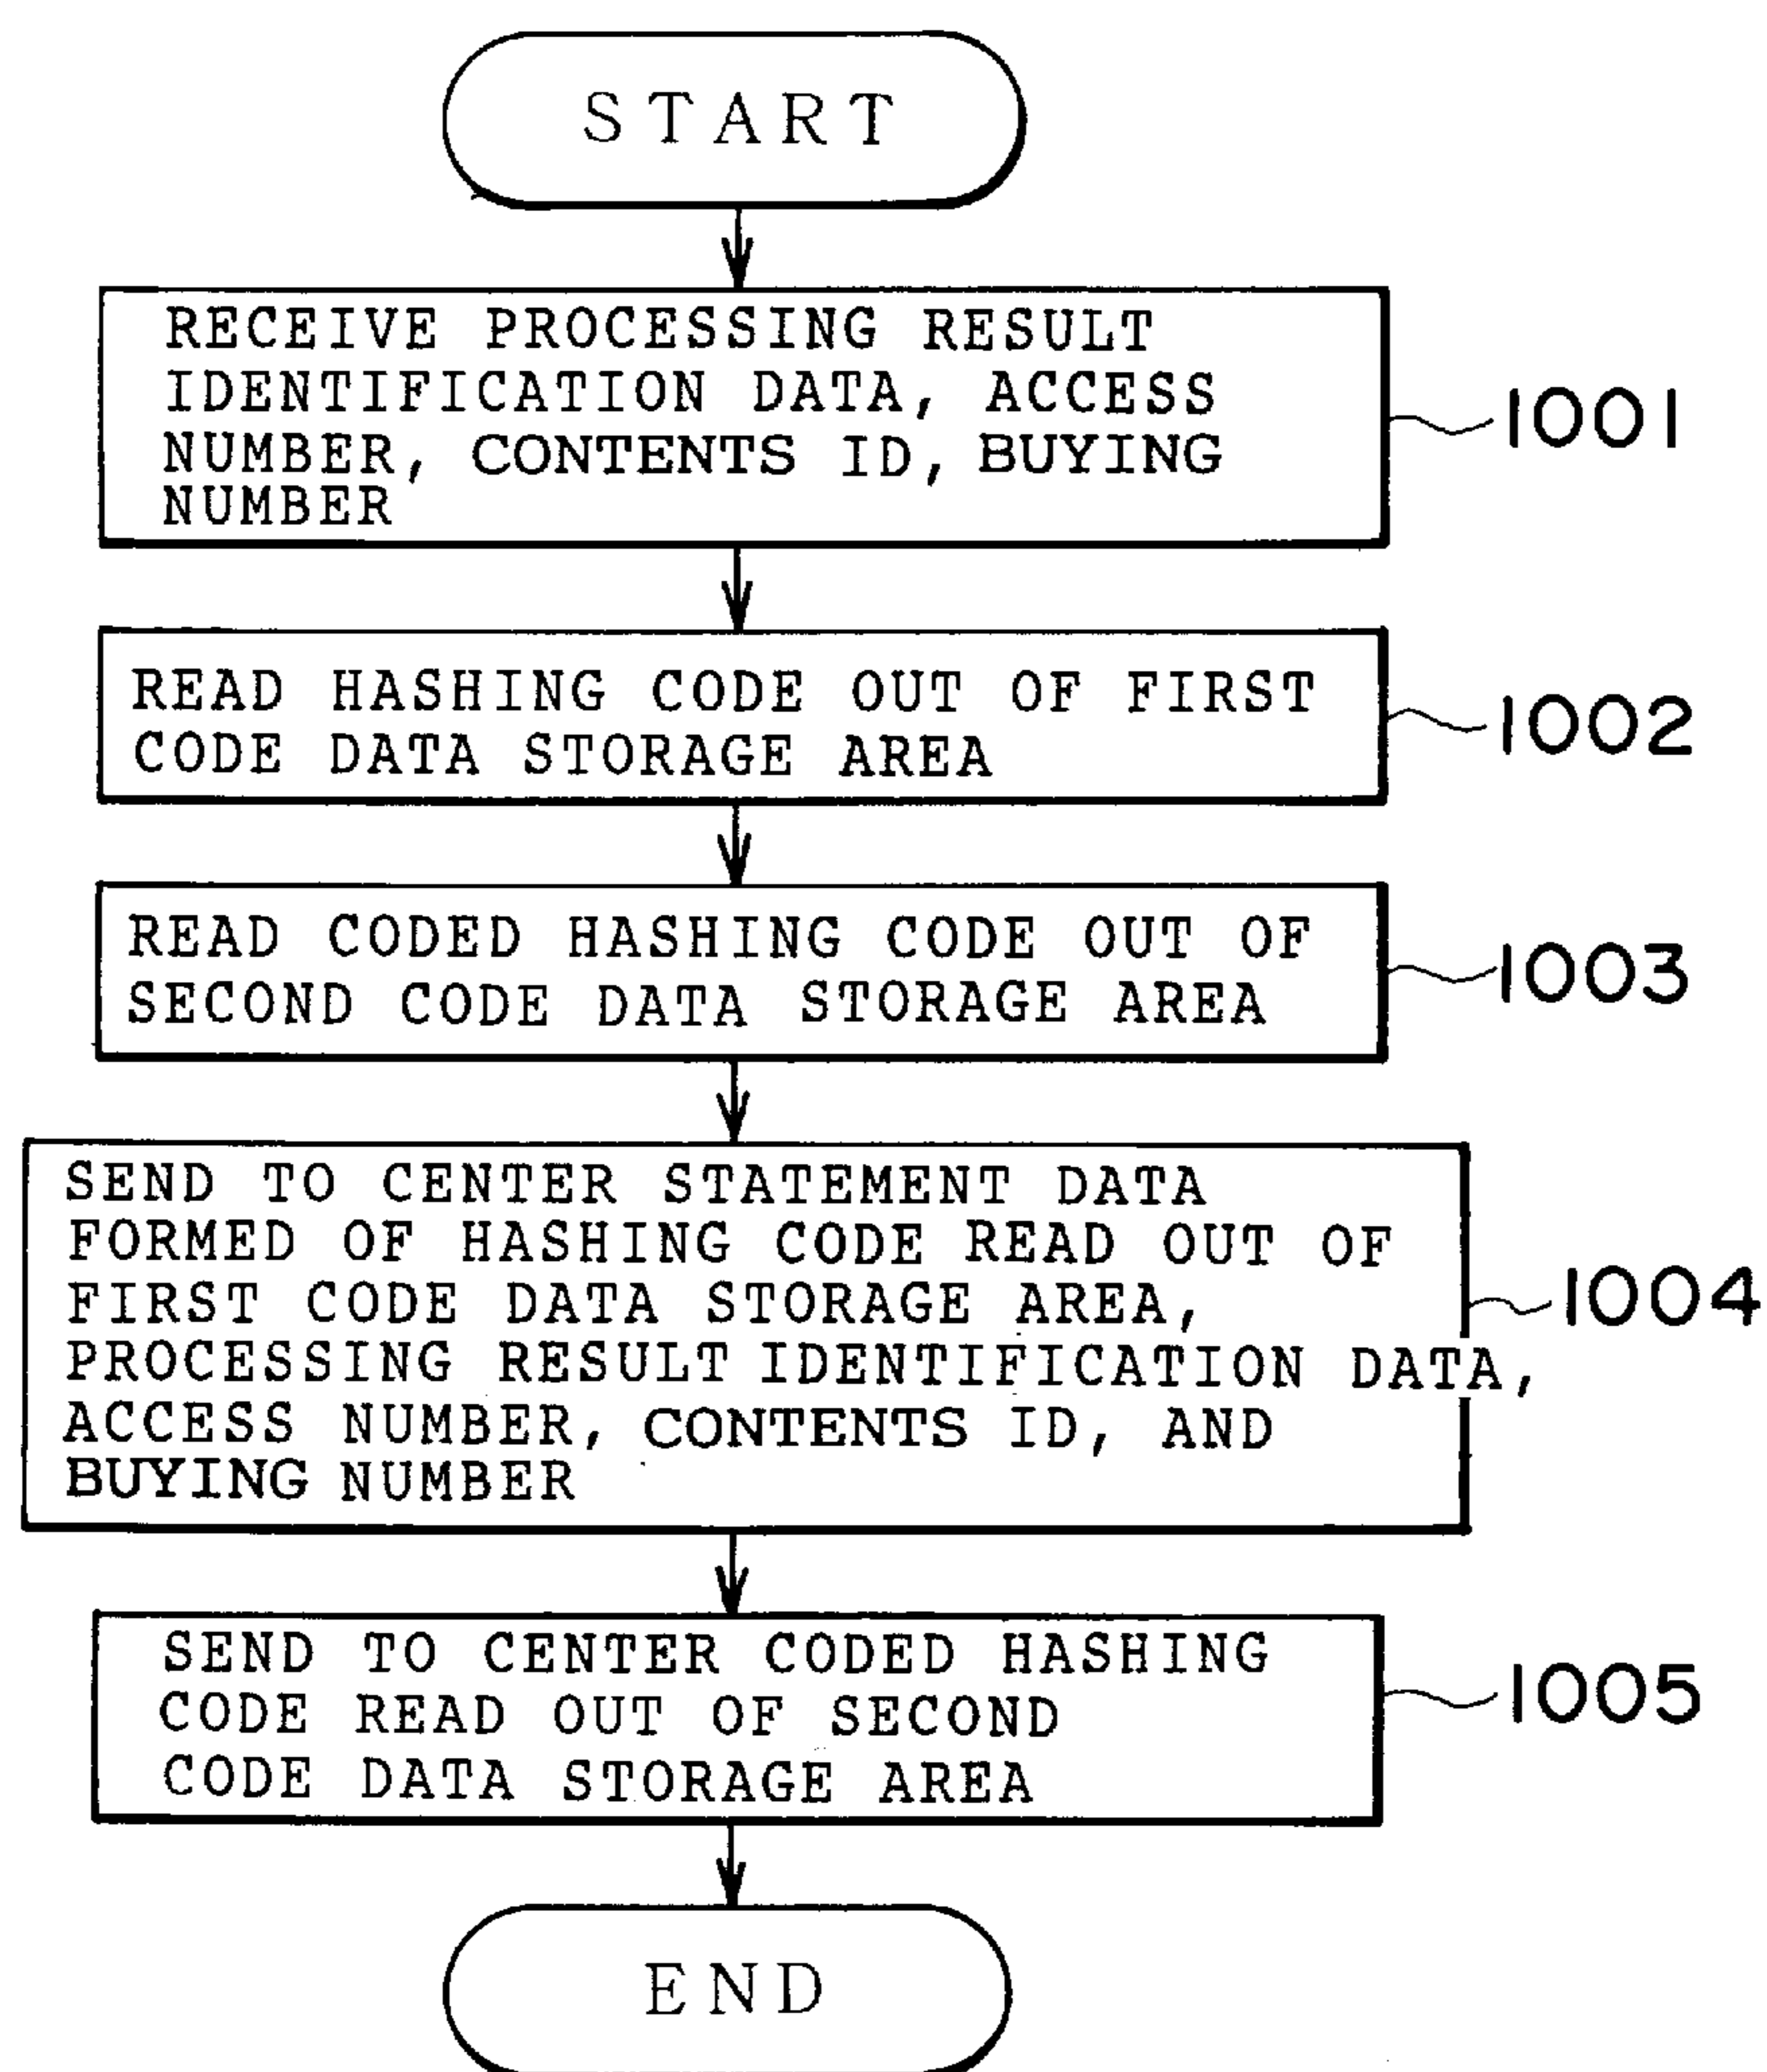 START
RECEIVE PROCESSING RESULT
IDENTIFICATION DATA, ACCESS
NUMBER, CONTENTS ID, BUYING
NUMBER
1001
READ HASHING CODE OUT OF FIRST
CODE DATA STORAGE AREA
1002
READ CODED HASHING CODE OUT OF
SECOND CODE DATA STORAGE AREA
1003
SEND TO CENTER STATEMENT DATA
FORMED OF HASHING CODE READ OUT OF
FIRST CODE DATA STORAGE AREA,
PROCESSING RESULT IDENTIFICATION DATA,
ACCESS NUMBER, CONTENTS ID, AND
BUYING NUMBER
1004
SEND TO CENTER CODED HASHING
CODE READ OUT OF SECOND
CODE DATA STORAGE AREA
1005
END